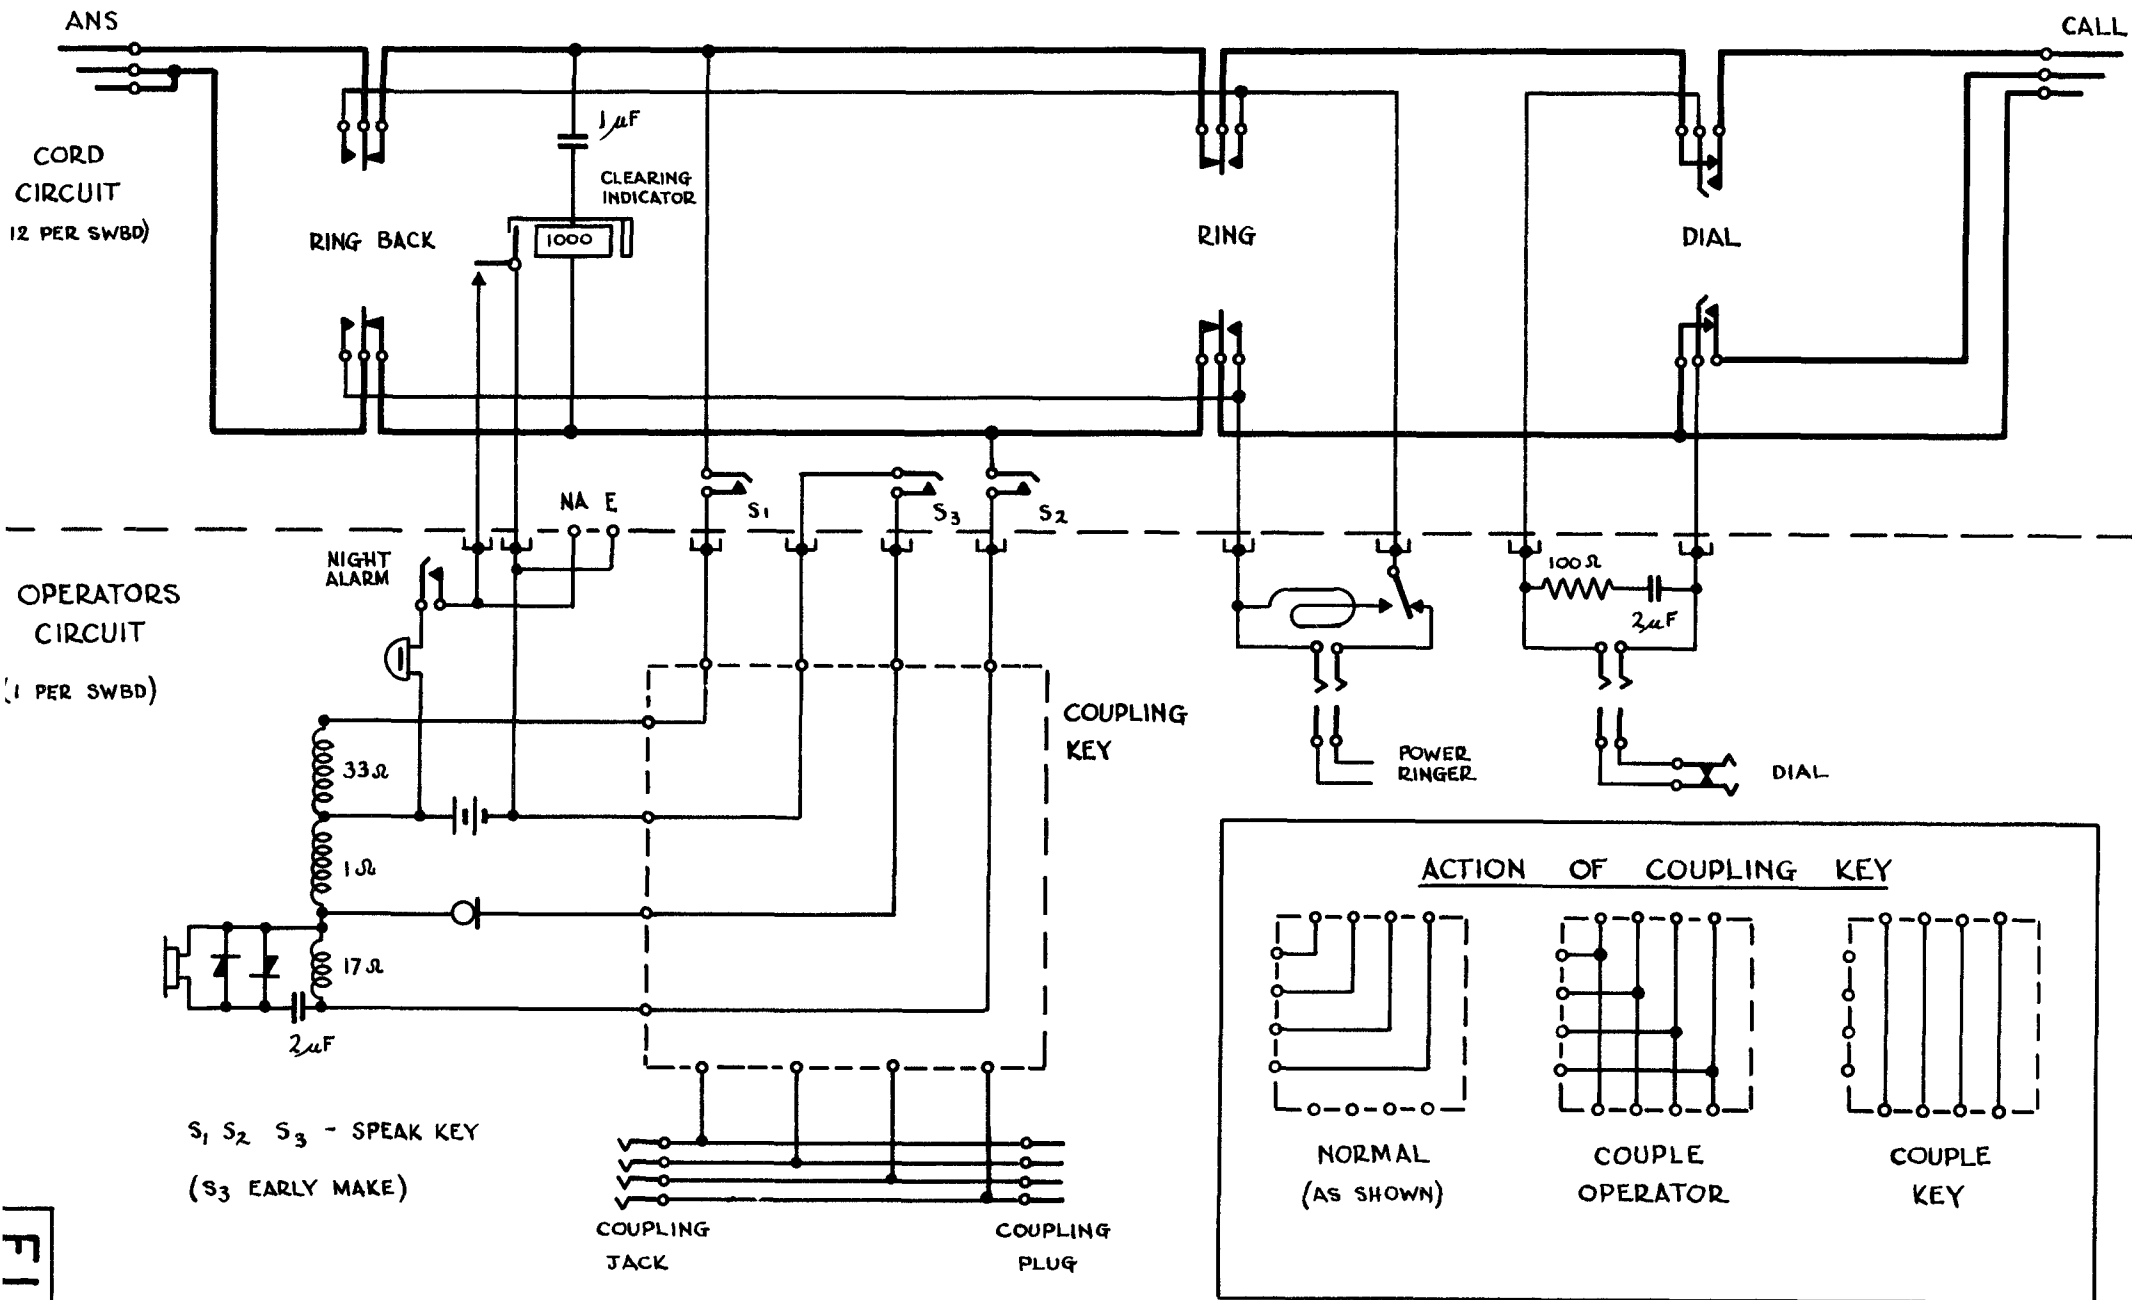 ANS
CALL
1µF
CORD
CIRCUIT
12 PER SWBD)
CLEARING
INDICATOR
RING BACK
1000
RING
DIAL
NA E
S1
S3
S2
NIGHT
ALARM
OPERATORS
CIRCUIT
(1 PER SWBD)
100Ω
2µF
COUPLING
KEY
33Ω
POWER
RINGER
DIAL
1Ω
17Ω
2µF
ACTION OF COUPLING KEY
NORMAL
(AS SHOWN)
COUPLE
OPERATOR
COUPLE
KEY
S1 S2 S3 - SPEAK KEY
(S3 EARLY MAKE)
COUPLING
JACK
COUPLING
PLUG
F1